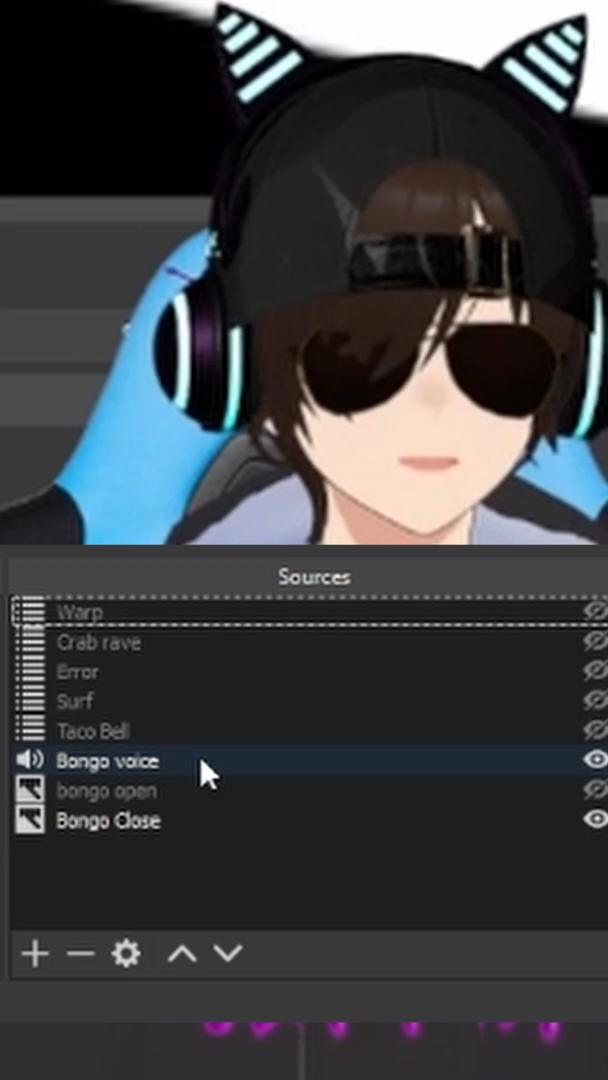 Sources
Warp
Crab rave
Error
Surf
Taco Bell
Bongo voice
bongo open
Bongo Close